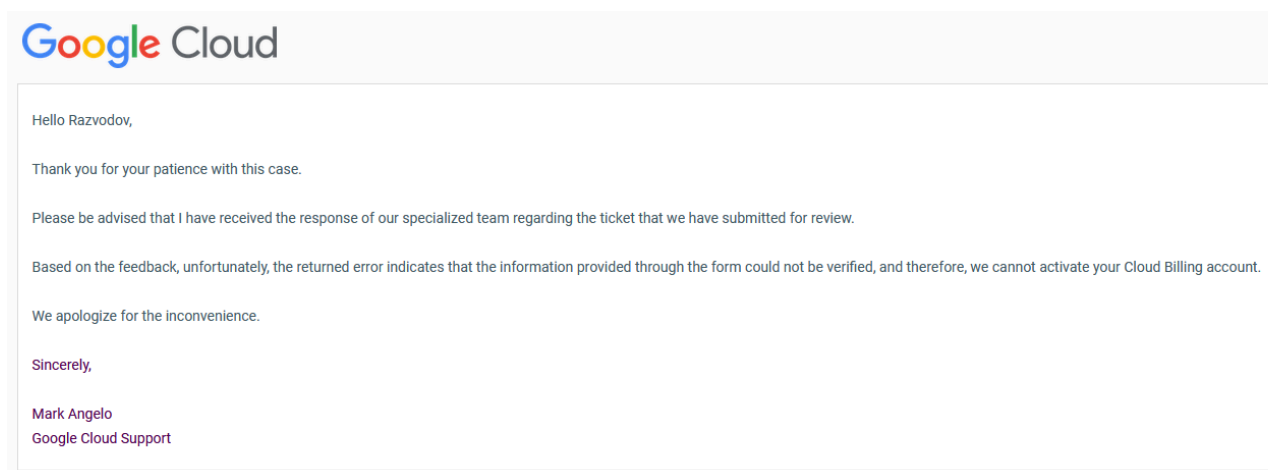 Google Cloud
Hello Razvodov,
Thank you for your patience with this case.
Please be advised that I have received the response of our specialized team regarding the ticket that we have submitted for review.
Based on the feedback, unfortunately, the returned error indicates that the information provided through the form could not be verified, and therefore, we cannot activate your Cloud Billing account.
We apologize for the inconvenience.
Sincerely,
Mark Angelo
Google Cloud Support